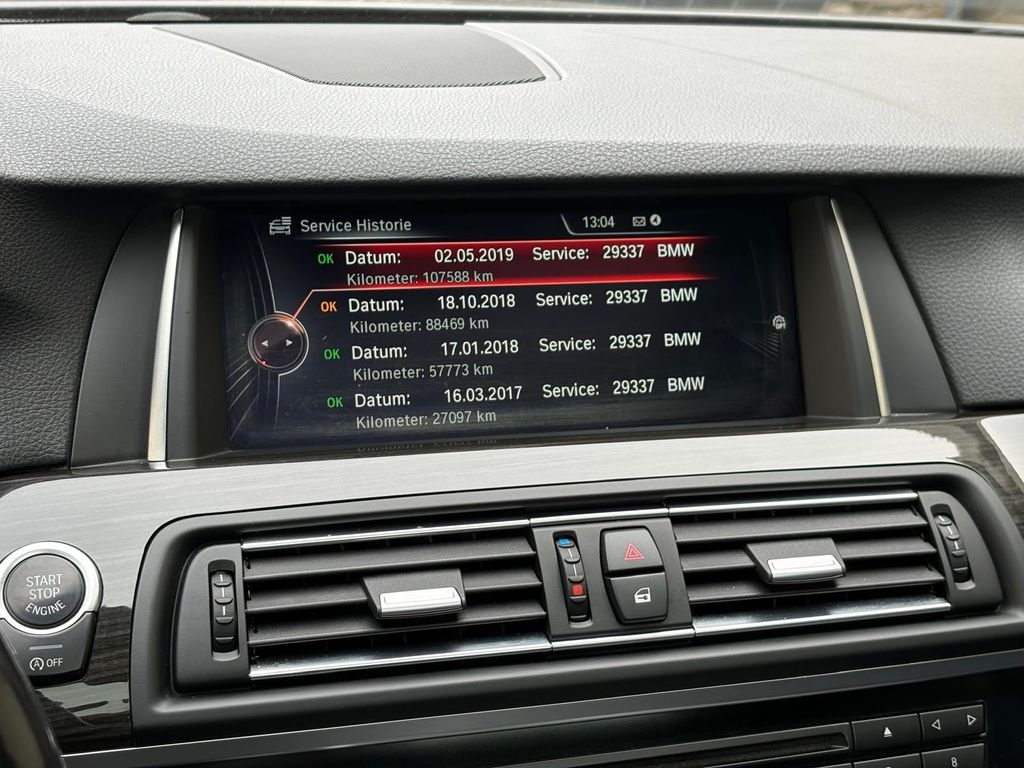 Service Historie 13:04
OK Datum: 02.05.2019 Service: 29337 BMW
Kilometer: 107588 km
OK Datum: 18.10.2018 Service: 29337 BMW
Kilometer: 88469 km
OK Datum: 17.01.2018 Service: 29337 BMW
Kilometer: 57773 km
OK Datum: 16.03.2017 Service: 29337 BMW
Kilometer: 27097 km
OFF
START
STOP
ENGINE
A OFF
8